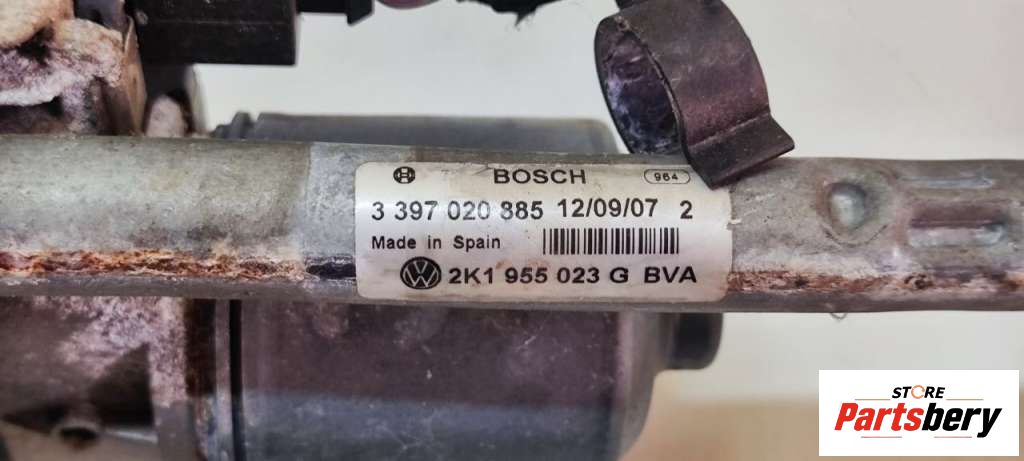 BOSCH 964
3 397 020 885 12/09/07 2
Made in Spain
2K1 955 023 G BVA
STORE
Partsbery